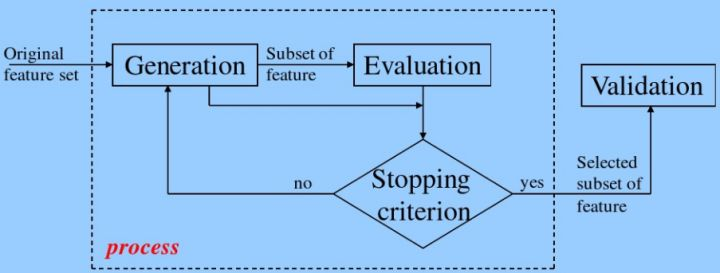 Original
feature set
Generation
Subset of
feature
Evaluation
Validation
no
Stopping
criterion
yes
Selected
subset of
feature
process